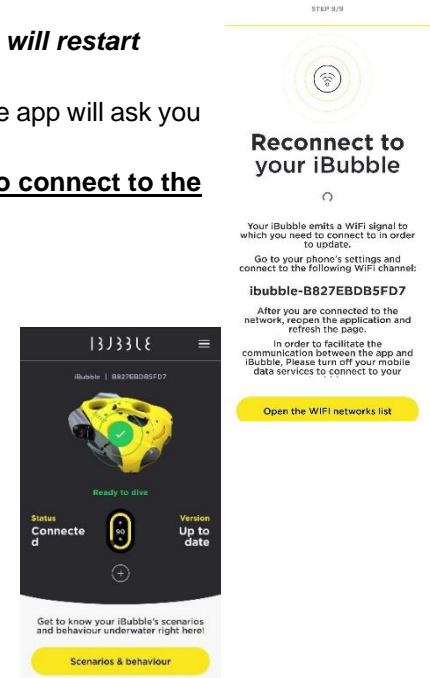 will restart
e app will ask you
o connect to the
STEP 9/9
Reconnect to
your iBubble
Your iBubble emits a WiFi signal to
which you need to connect to in order
to update.
Go to your phone's settings and
connect to the following WiFi channel:
ibubble-B827EBDB5FD7
After you are connected to the
network, reopen the application and
refresh the page.
In order to facilitate the
communication between the app and
iBubble, Please turn off your mobile
data services to connect to your
Open the WIFI networks list
IBUBBLE
iBubble | B827EBDB5FD7
Ready to dive
Status
Connecte
d
90
Version
Up to
date
Get to know your iBubble's scenarios
and behaviour underwater right here!
Scenarios & behaviour